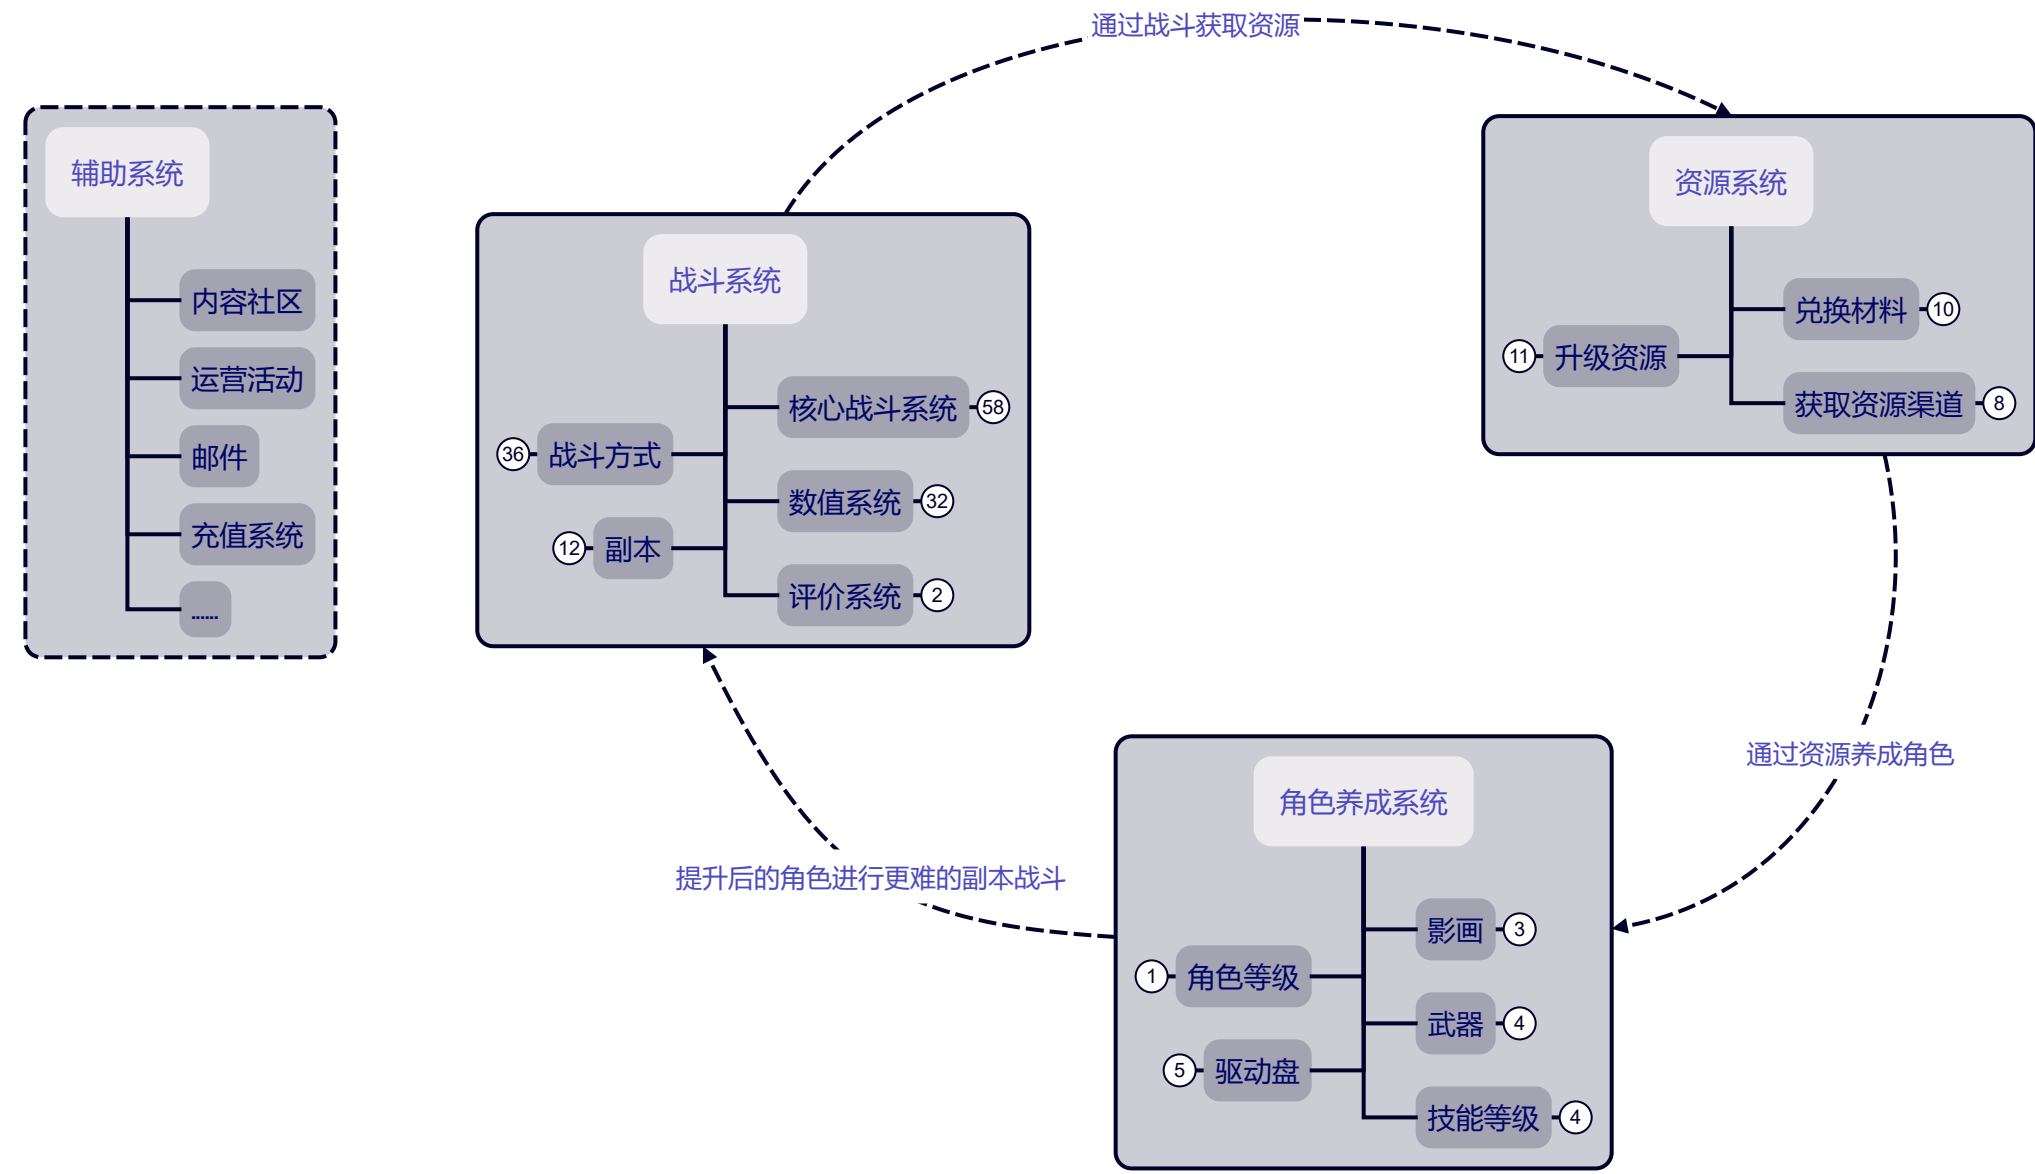 通过战斗获取资源
辅助系统
内容社区
运营活动
邮件
充值系统
......
战斗系统
核心战斗系统 58
36 战斗方式
数值系统 32
12 副本
评价系统 2
资源系统
兑换材料 10
11 升级资源
获取资源渠道 8
通过资源养成角色
提升后的角色进行更难的副本战斗
角色养成系统
影画 3
1 角色等级
武器 4
5 驱动盘
技能等级 4